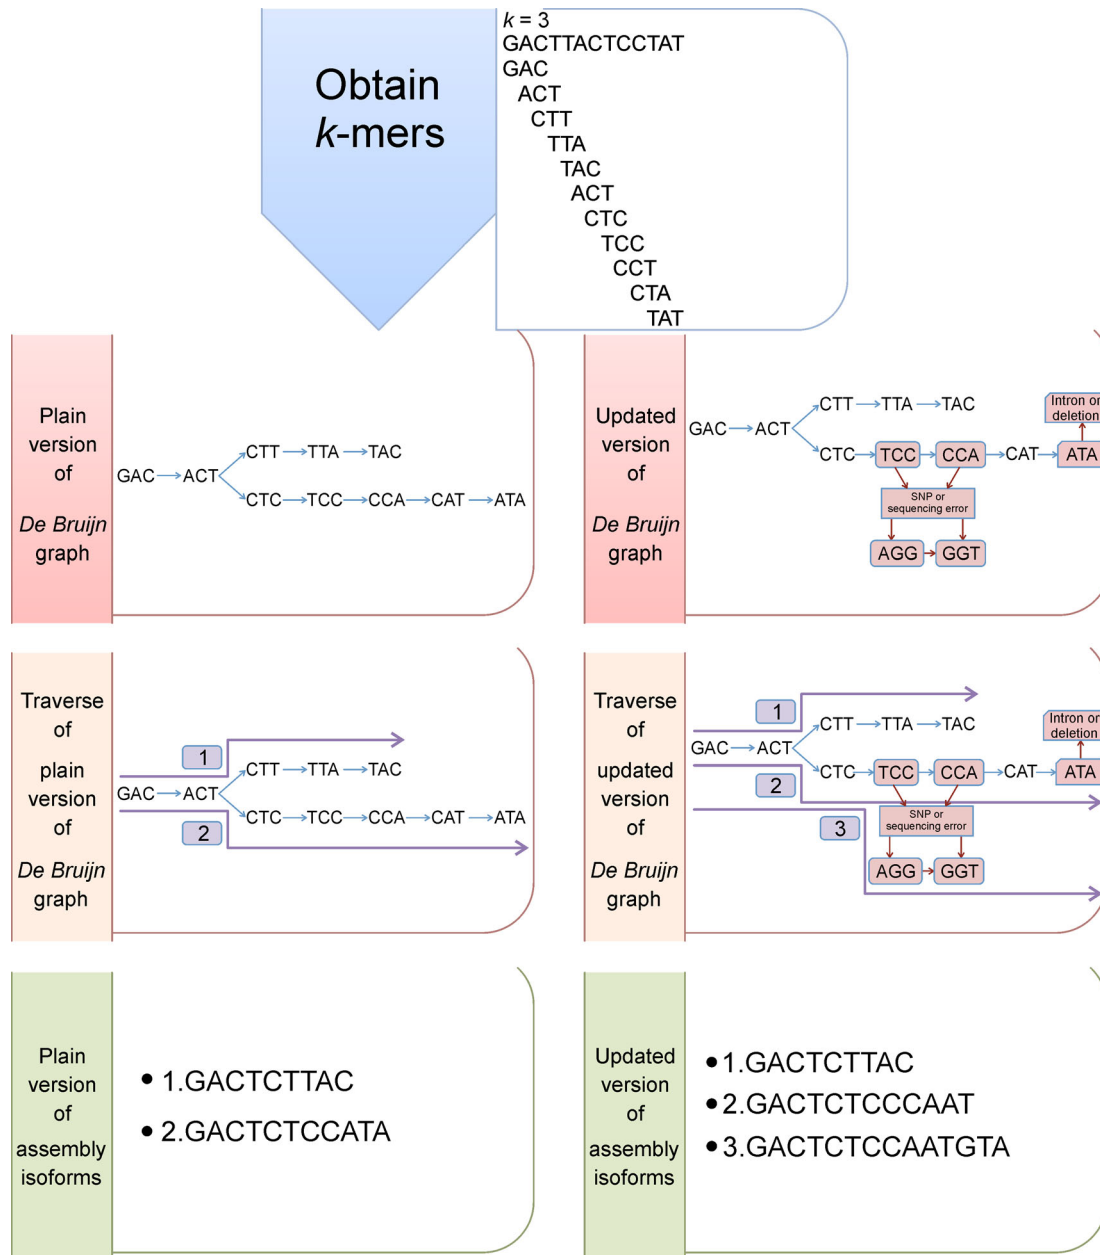 Obtain
k-mers
k = 3
GACTTACTCCTAT
GAC
ACT
CTT
TTA
TAC
ACT
CTC
TCC
CCT
CTA
TAT
Plain
version
of
De Bruijn
graph
CTT TTA TAC
GAC ACT
CTC TCC CCA CAT ATA
Updated
version
of
De Bruijn
graph
Intron or
deletion
CTT TTA TAC
GAC ACT
CTC TCC CCA CAT ATA
SNP or
sequencing error
AGG GGT
Traverse
of
plain
version
of
De Bruijn
graph
1
CTT TTA TAC
GAC ACT
CTC TCC CCA CAT ATA
2
Traverse
of
updated
version
of
De Bruijn
graph
1
Intron or
deletion
CTT TTA TAC
GAC ACT
CTC TCC CCA CAT ATA
2
SNP or
sequencing error
3
AGG GGT
Plain
version
of
assembly
isoforms
• 1.GACTCTTAC
• 2.GACTCTCCATA
Updated
version
of
assembly
isoforms
•1.GACTCTTAC
•2.GACTCTCCCAAT
•3.GACTCTCCAATGTA